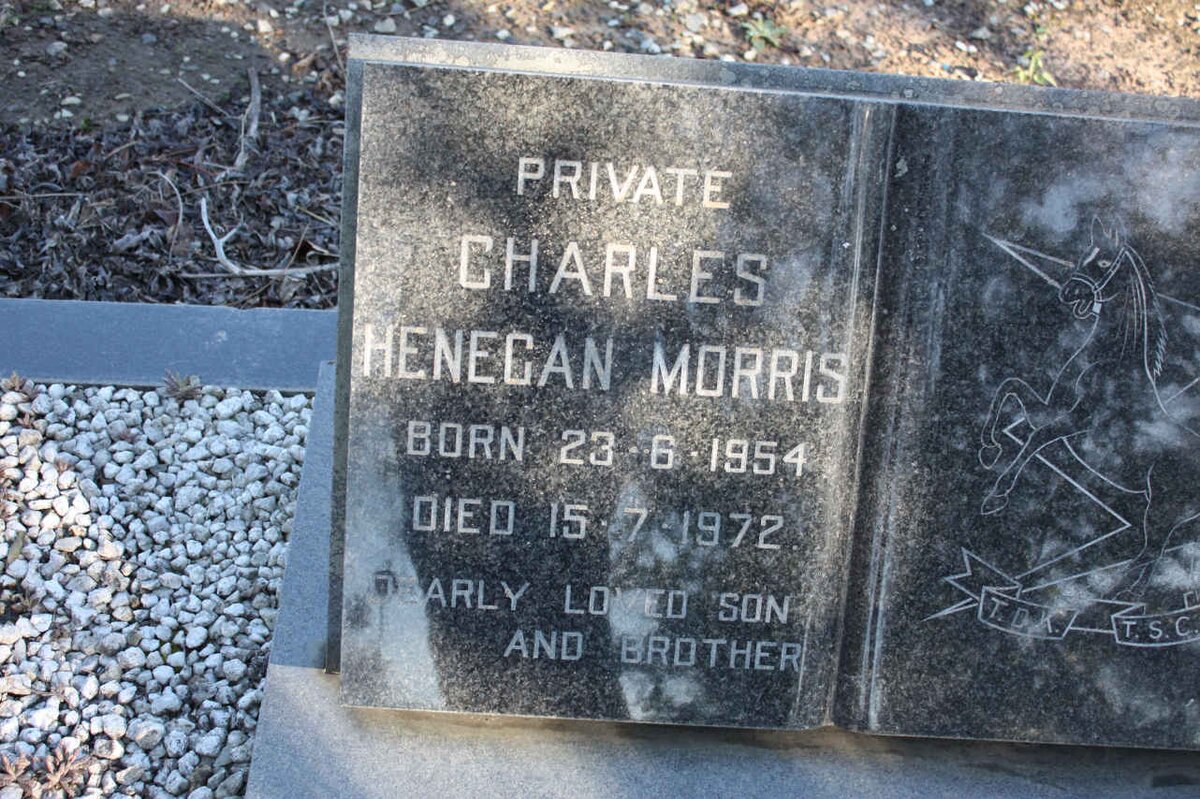 PRIVATE
CHARLES
HENEGAN MORRIS
BORN 23·6·1954
DIED 15·7·1972
DEARLY LOVED SON
AND BROTHER
T.D.K. T.S.C.